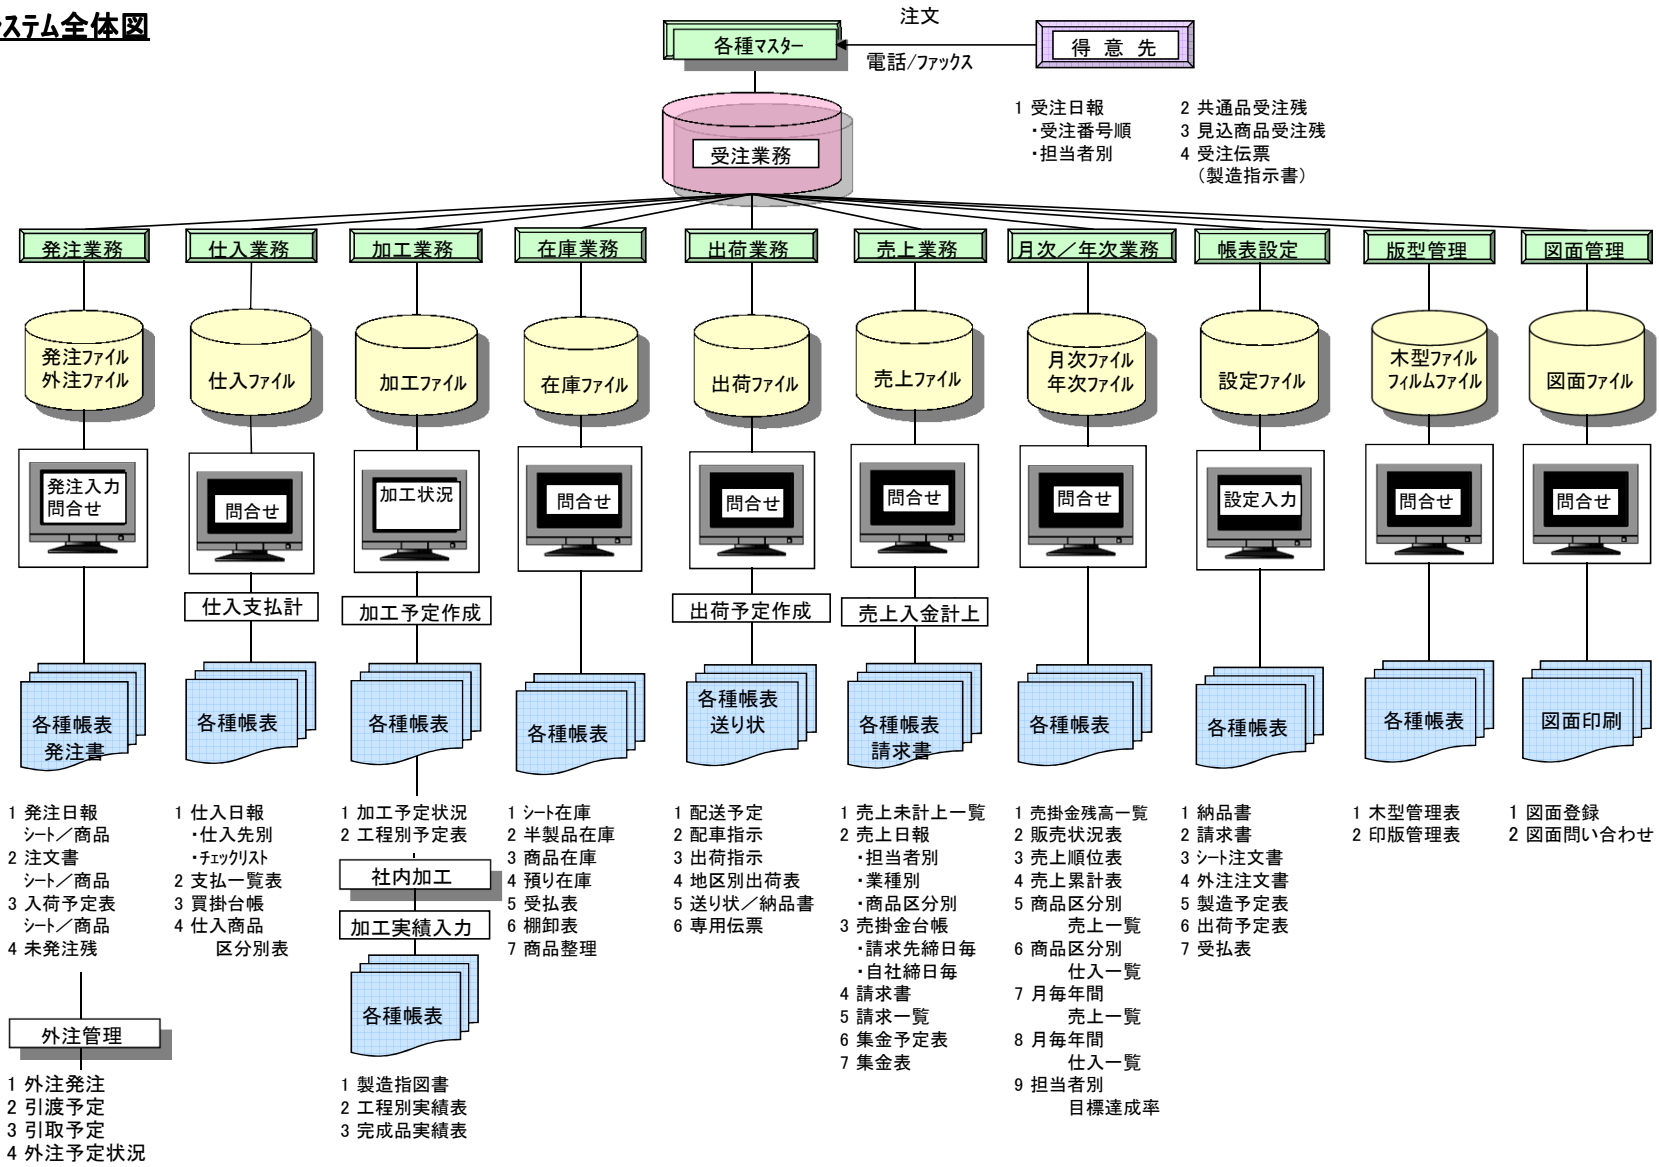 ステム全体図
注文
各種マスター
得 意 先
電話/ファックス
1 受注日報
・受注番号順
・担当者別
2 共通品受注残
3 見込商品受注残
4 受注伝票
(製造指示書)
受注業務
発注業務
仕入業務
加工業務
在庫業務
出荷業務
売上業務
月次/年次業務
帳表設定
版型管理
図面管理
発注ファイル
外注ファイル
仕入ファイル
加工ファイル
在庫ファイル
出荷ファイル
売上ファイル
月次ファイル
年次ファイル
設定ファイル
木型ファイル
フィルムファイル
図面ファイル
発注入力
問合せ
問合せ
加工状況
問合せ
問合せ
問合せ
問合せ
設定入力
問合せ
問合せ
仕入支払計
加工予定作成
出荷予定作成
売上入金計上
各種帳表
発注書
各種帳表
各種帳表
各種帳表
各種帳表
送り状
各種帳表
請求書
各種帳表
各種帳表
各種帳表
図面印刷
1 発注日報
シート/商品
2 注文書
シート/商品
3 入荷予定表
シート/商品
4 未発注残
外注管理
1 外注発注
2 引渡予定
3 引取予定
4 外注予定状況
1 仕入日報
・仕入先別
・チェックリスト
2 支払一覧表
3 買掛台帳
4 仕入商品
区分別表
1 加工予定状況
2 工程別予定表
社内加工
加工実績入力
各種帳表
1 製造指図書
2 工程別実績表
3 完成品実績表
1 シート在庫
2 半製品在庫
3 商品在庫
4 預り在庫
5 受払表
6 棚卸表
7 商品整理
1 配送予定
2 配車指示
3 出荷指示
4 地区別出荷表
5 送り状/納品書
6 専用伝票
1 売上未計上一覧
2 売上日報
・担当者別
・業種別
・商品区分別
3 売掛金台帳
・請求先締日毎
・自社締日毎
4 請求書
5 請求一覧
6 集金予定表
7 集金表
1 売掛金残高一覧
2 販売状況表
3 売上順位表
4 売上累計表
5 商品区分別
売上一覧
6 商品区分別
仕入一覧
7 月毎年間
売上一覧
8 月毎年間
仕入一覧
9 担当者別
目標達成率
1 納品書
2 請求書
3 シート注文書
4 外注注文書
5 製造予定表
6 出荷予定表
7 受払表
1 木型管理表
2 印版管理表
1 図面登録
2 図面問い合わせ